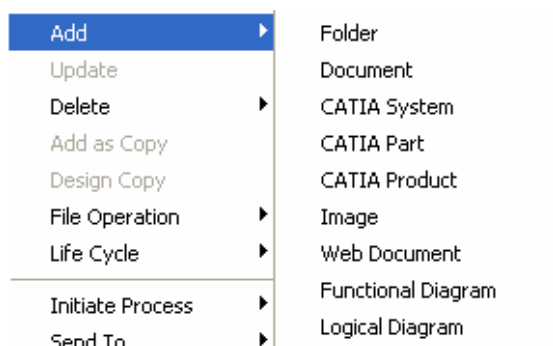 Add
Update
Delete
Add as Copy
Design Copy
File Operation
Life Cycle
Initiate Process
Send To
Folder
Document
CATIA System
CATIA Part
CATIA Product
Image
Web Document
Functional Diagram
Logical Diagram